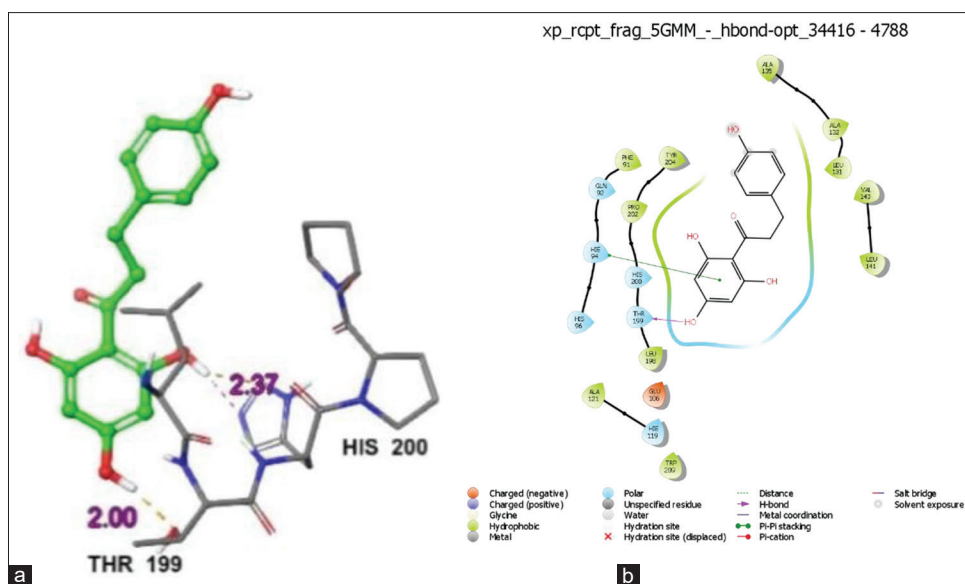 xp_rcpt_frag_5GMM_-_hbond-opt_34416 - 4788
2.37
HIS 200
2.00
THR 199
a
ALA
135
ALA
132
LEU
131
VAL
143
LEU
141
PHE
91
TYR
204
GLN
92
PRO
202
HIE
94
HIS
200
HIS
96
THR
199
LEU
198
ALA
121
GLU
106
HIE
119
TRP
209
HO
O
HO
OH
HO
Charged (negative)
Charged (positive)
Glycine
Hydrophobic
Metal
Polar
Unspecified residue
Water
Hydration site
Hydration site (displaced)
Distance
H-bond
Metal coordination
Pi-Pi stacking
Pi-cation
Salt bridge
Solvent exposure
b